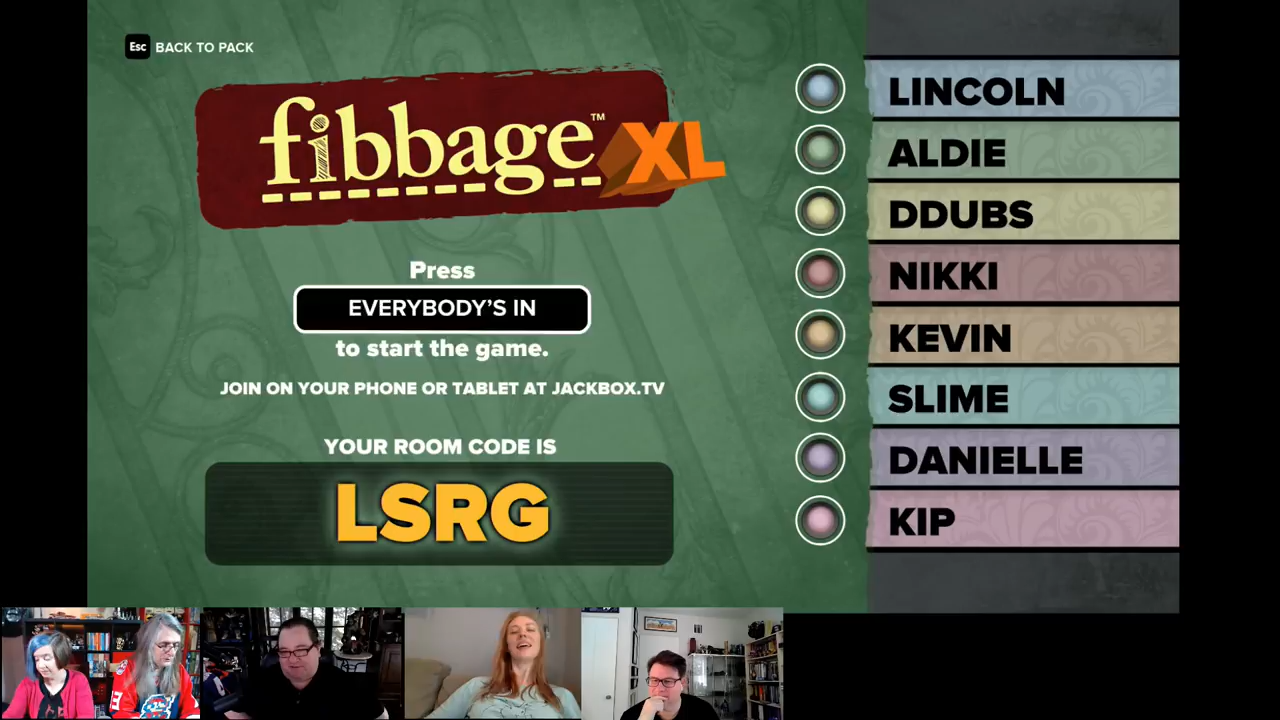 Esc BACK TO PACK
fibbage™ XL
Press
EVERYBODY'S IN
to start the game.
JOIN ON YOUR PHONE OR TABLET AT JACKBOX.TV
YOUR ROOM CODE IS
LSRG
LINCOLN
ALDIE
DDUBS
NIKKI
KEVIN
SLIME
DANIELLE
KIP